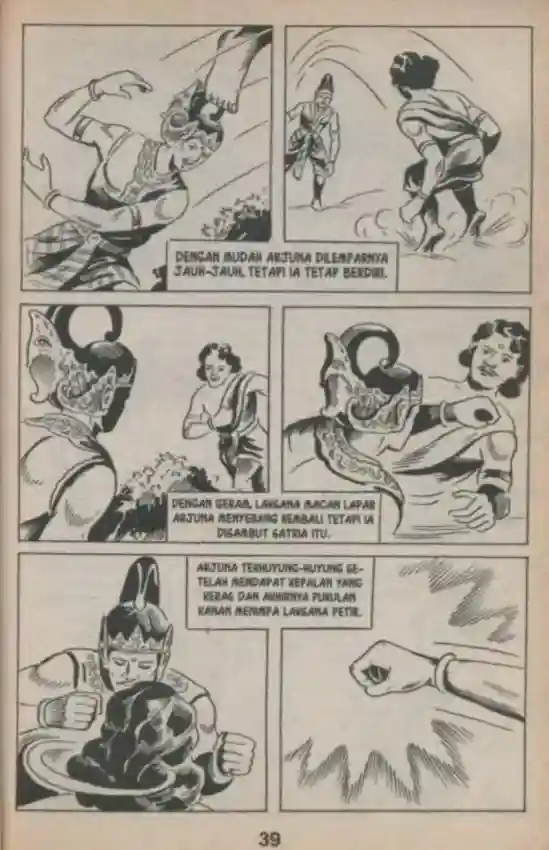 DENGAN MUDAH ARJUNA DILEMPARNYA
JAUH-JAUH, TETAPI IA TETAP BERDIRI.
DENGAN GERAM, LAKSANA MACAN LAPAR
ARJUNA MENYERANG KEMBALI TETAPI IA
DISAMBUT SATRIA ITU.
ARJUNA TERHUYUNG-HUYUNG SE-
TELAH MENDAPAT KEPALAN YANG
KERAS DAN AKHIRNYA PUKULAN
KANAN MENIMPA LAKSANA PETIR.
39